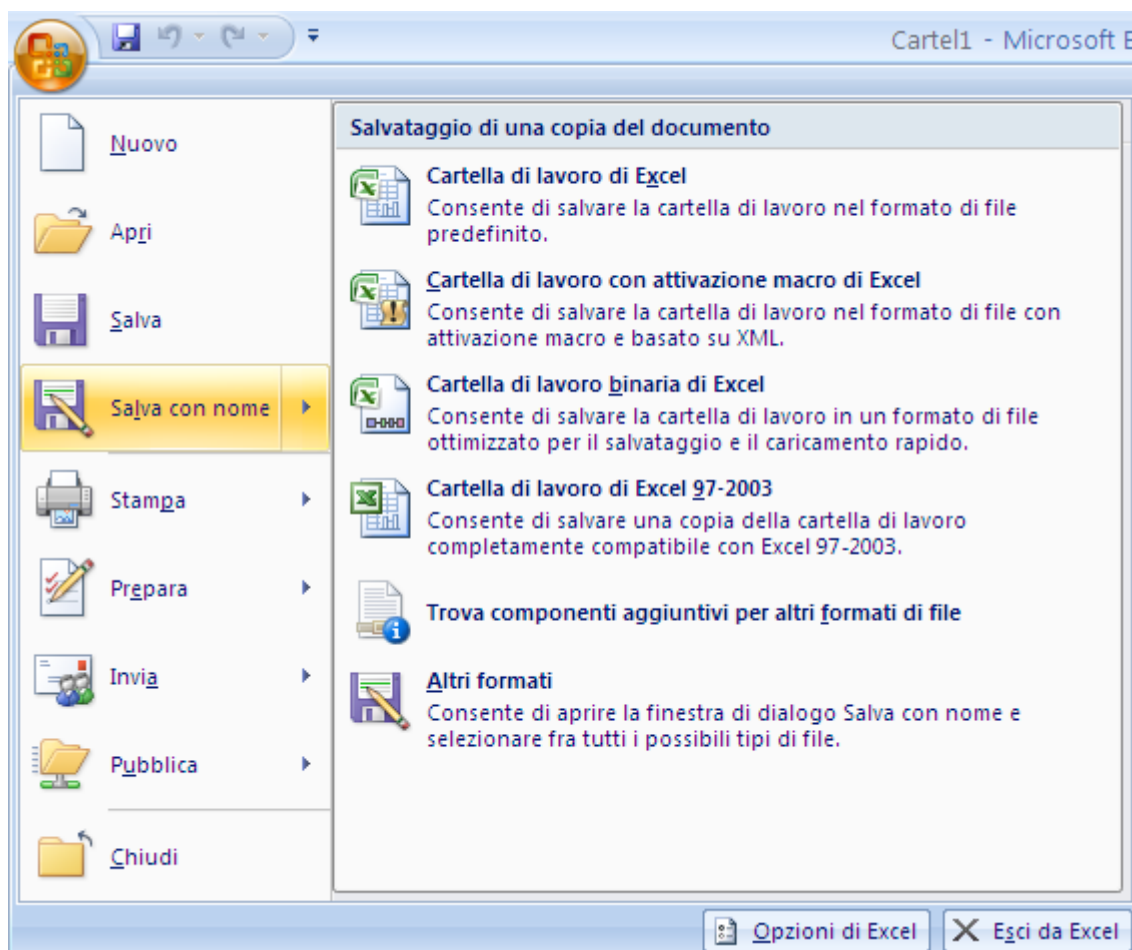 Cartel1 - Microsoft E
Nuovo
Apri
Salva
Salva con nome
Stampa
Prepara
Invia
Pubblica
Chiudi
Salvataggio di una copia del documento
Cartella di lavoro di Excel
Consente di salvare la cartella di lavoro nel formato di file
predefinito.
Cartella di lavoro con attivazione macro di Excel
Consente di salvare la cartella di lavoro nel formato di file con
attivazione macro e basato su XML.
Cartella di lavoro binaria di Excel
Consente di salvare la cartella di lavoro in un formato di file
ottimizzato per il salvataggio e il caricamento rapido.
Cartella di lavoro di Excel 97-2003
Consente di salvare una copia della cartella di lavoro
completamente compatibile con Excel 97-2003.
Trova componenti aggiuntivi per altri formati di file
Altri formati
Consente di aprire la finestra di dialogo Salva con nome e
selezionare fra tutti i possibili tipi di file.
Opzioni di Excel
Esci da Excel